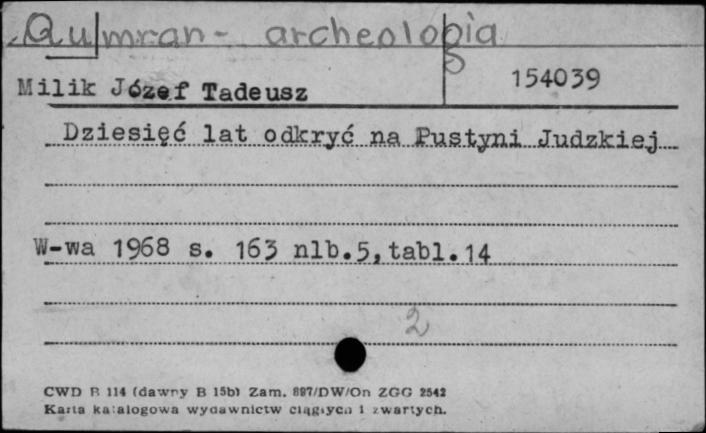 Qumran - archeologia
Milik Józef Tadeusz
154039
Dziesięć lat odkryć na Pustyni Judzkiej
W-wa 1968 s. 163 nlb.5,tabl.14
2
CWD B 114 (dawny B 15b) Zam. 897/DW/On ZGG 2542
Karta katalogowa wydawnictw ciągłych i zwartych.